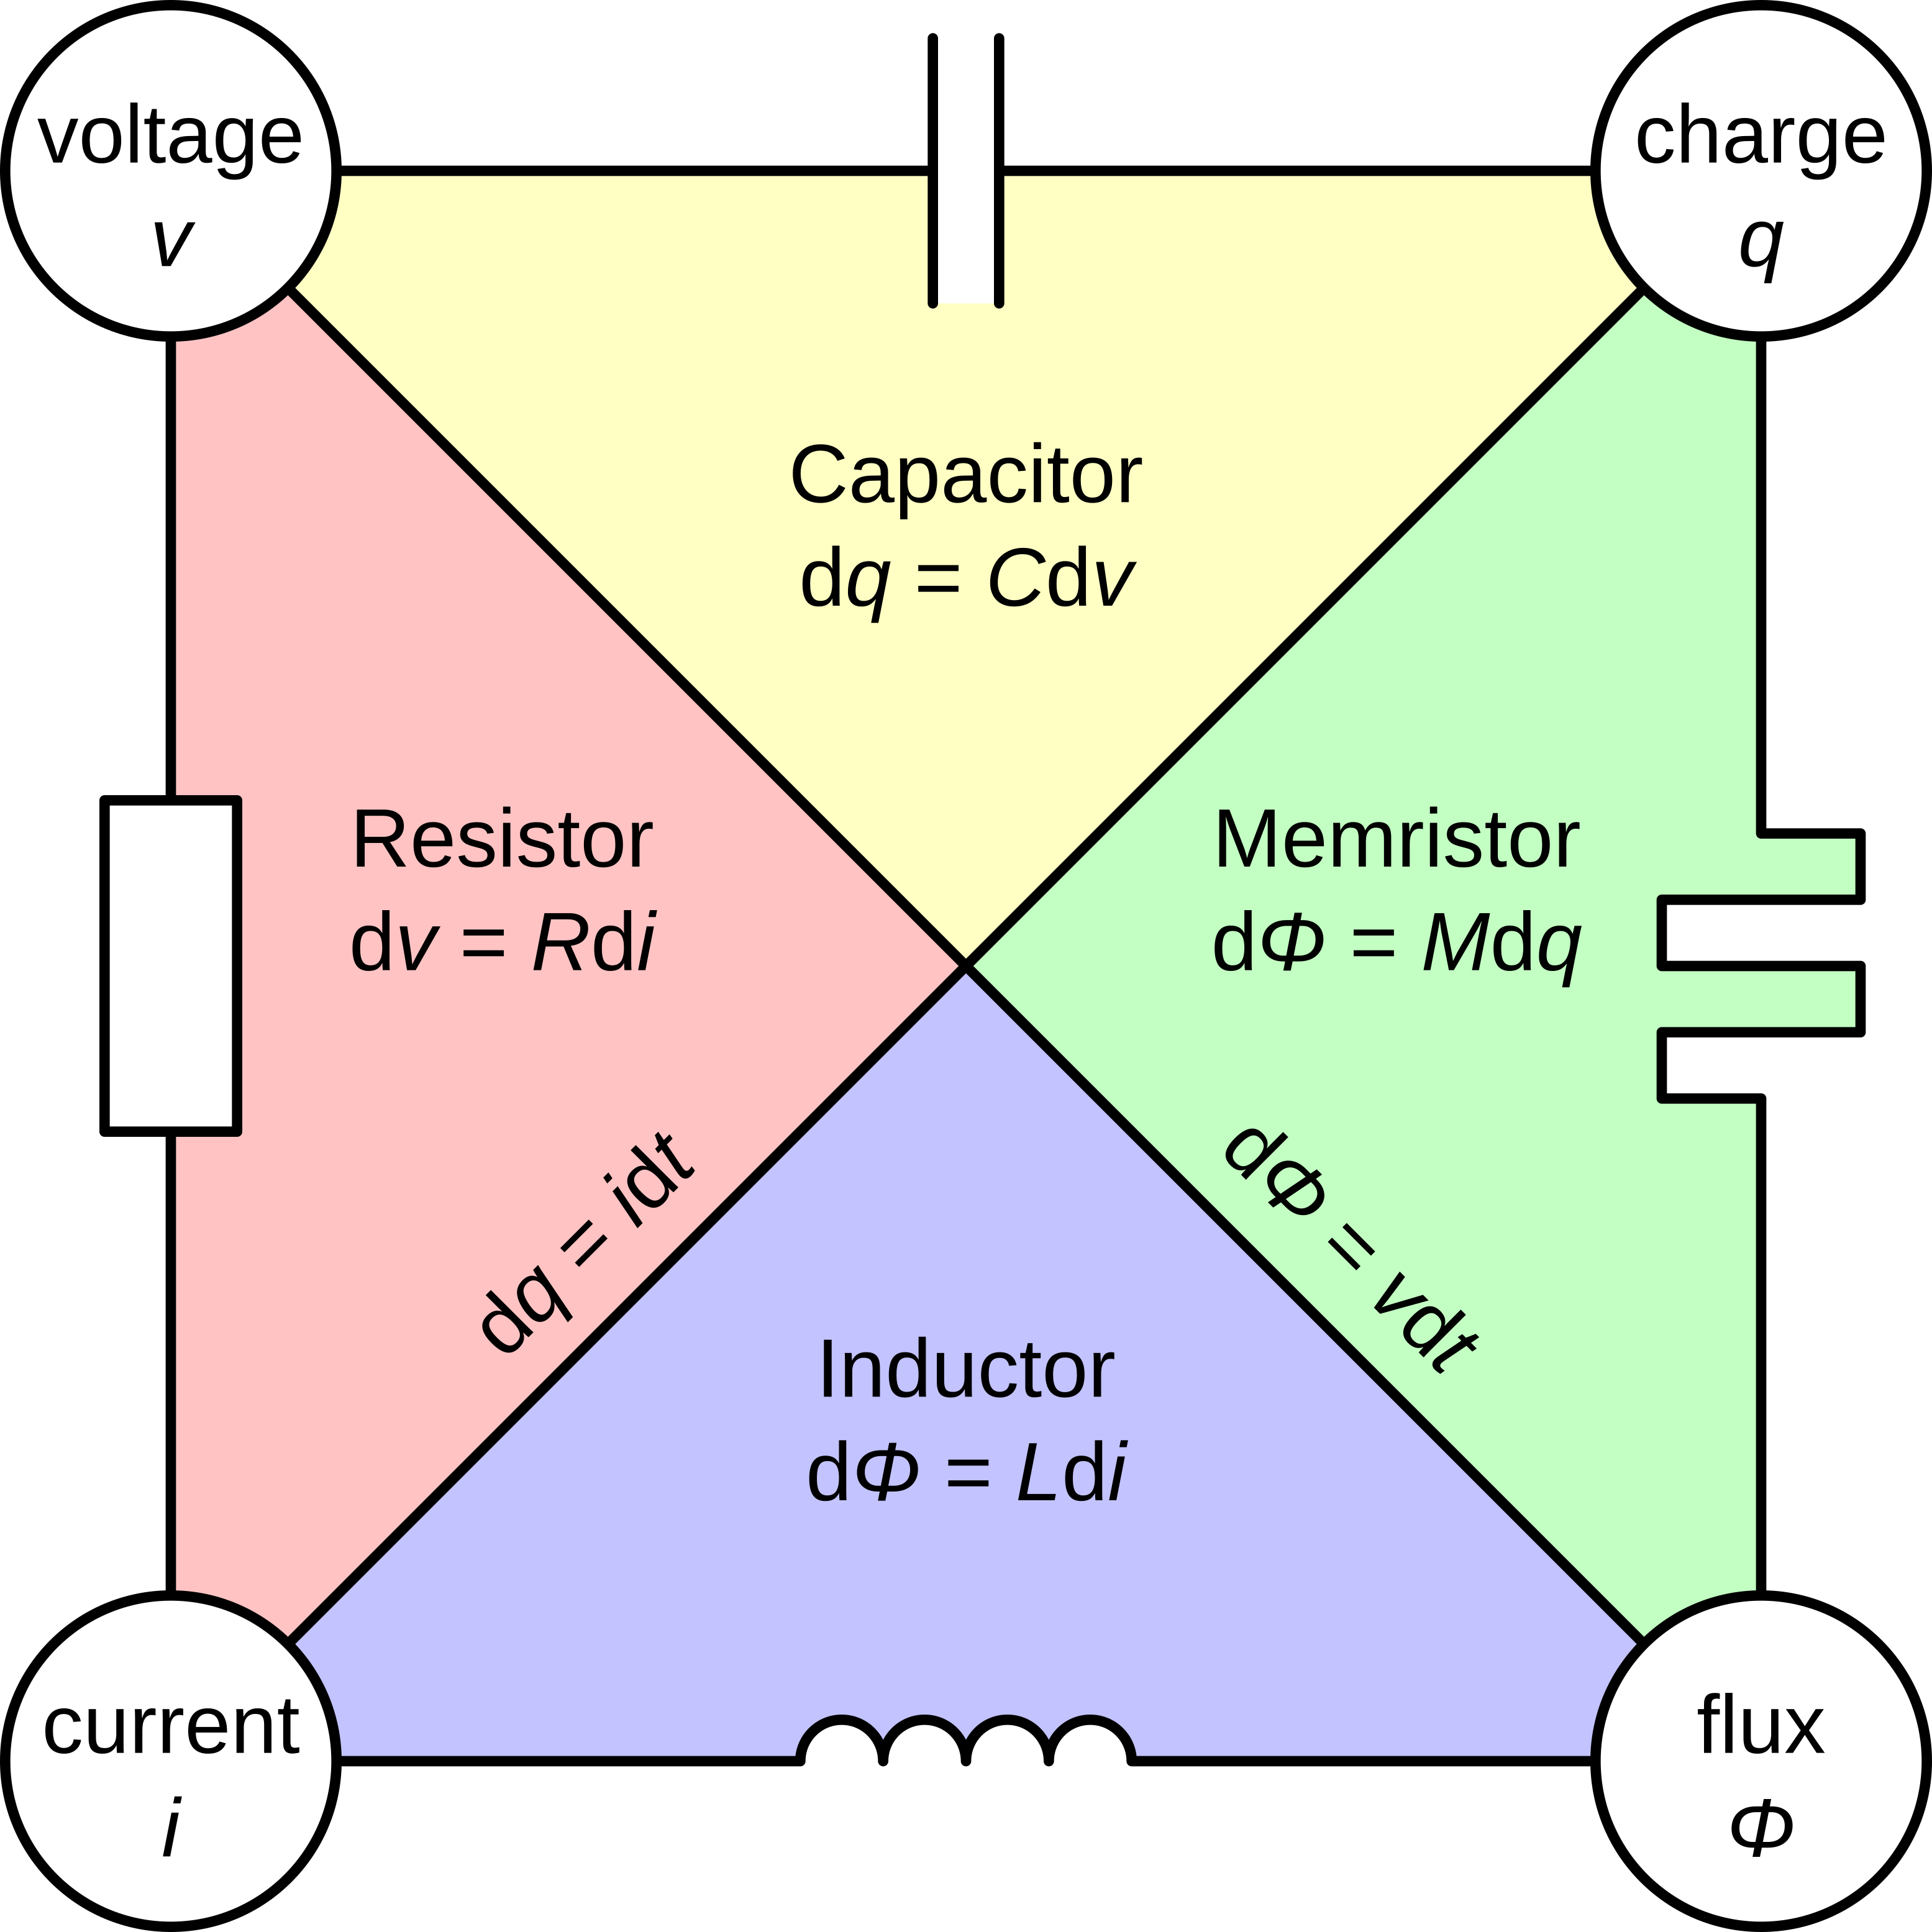 voltage
v
charge
q
Capacitor
dq = Cdv
Resistor
dv = Rdi
Memristor
dΦ = Mdq
dq = idt
dΦ = vdt
Inductor
dΦ = Ldi
current
i
flux
Φ